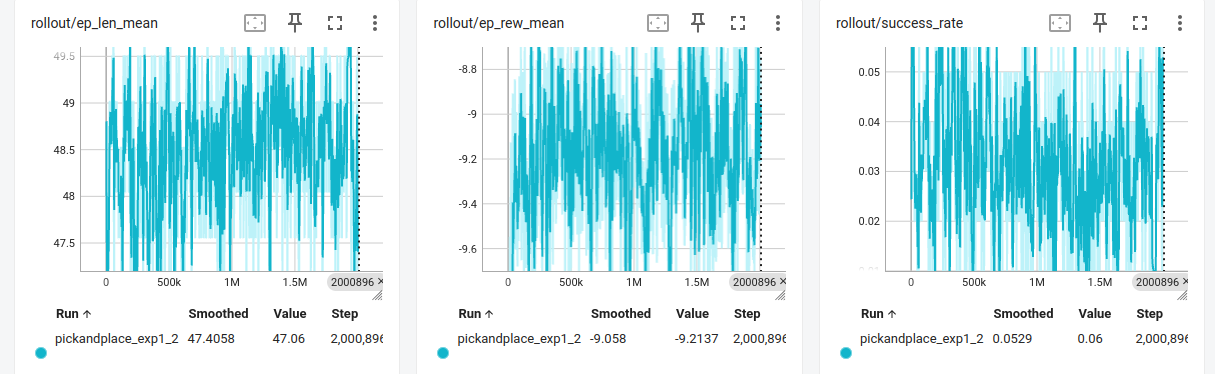 rollout/ep_len_mean
49.5
49
48.5
48
47.5
0 500k 1M 1.5M 2000896 ×
Run ↑ Smoothed Value Step
pickandplace_exp1_2 47.4058 47.06 2,000,896
rollout/ep_rew_mean
-8.8
-9
-9.2
-9.4
-9.6
0 500k 1M 1.5M 2000896 ×
Run ↑ Smoothed Value Step
pickandplace_exp1_2 -9.058 -9.2137 2,000,896
rollout/success_rate
0.05
0.04
0.03
0.02
0.01
0 500k 1M 1.5M 2000896 ×
Run ↑ Smoothed Value Step
pickandplace_exp1_2 0.0529 0.06 2,000,896